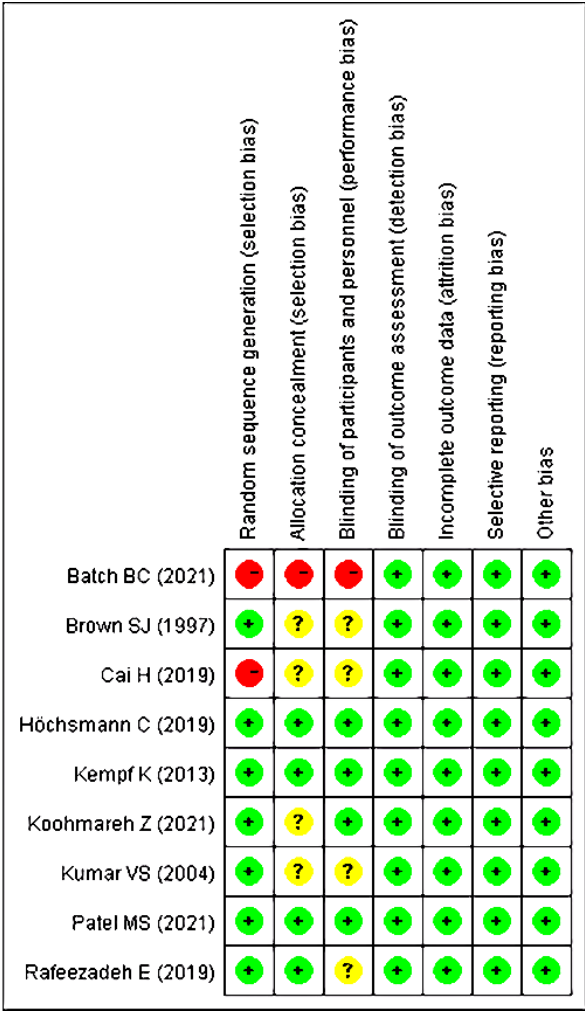 Random sequence generation (selection bias)
Allocation concealment (selection bias)
Blinding of participants and personnel (performance bias)
Blinding of outcome assessment (detection bias)
Incomplete outcome data (attrition bias)
Selective reporting (reporting bias)
Other bias
Batch BC (2021) - - - + + + +
Brown SJ (1997) + ? ? + + + +
Cai H (2019) - ? ? + + + +
Höchsmann C (2019) + + + + + + +
Kempf K (2013) + + + + + + +
Koohmareh Z (2021) + ? + + + + +
Kumar VS (2004) + ? ? + + + +
Patel MS (2021) + + + + + + +
Rafeezadeh E (2019) + + ? + + + +